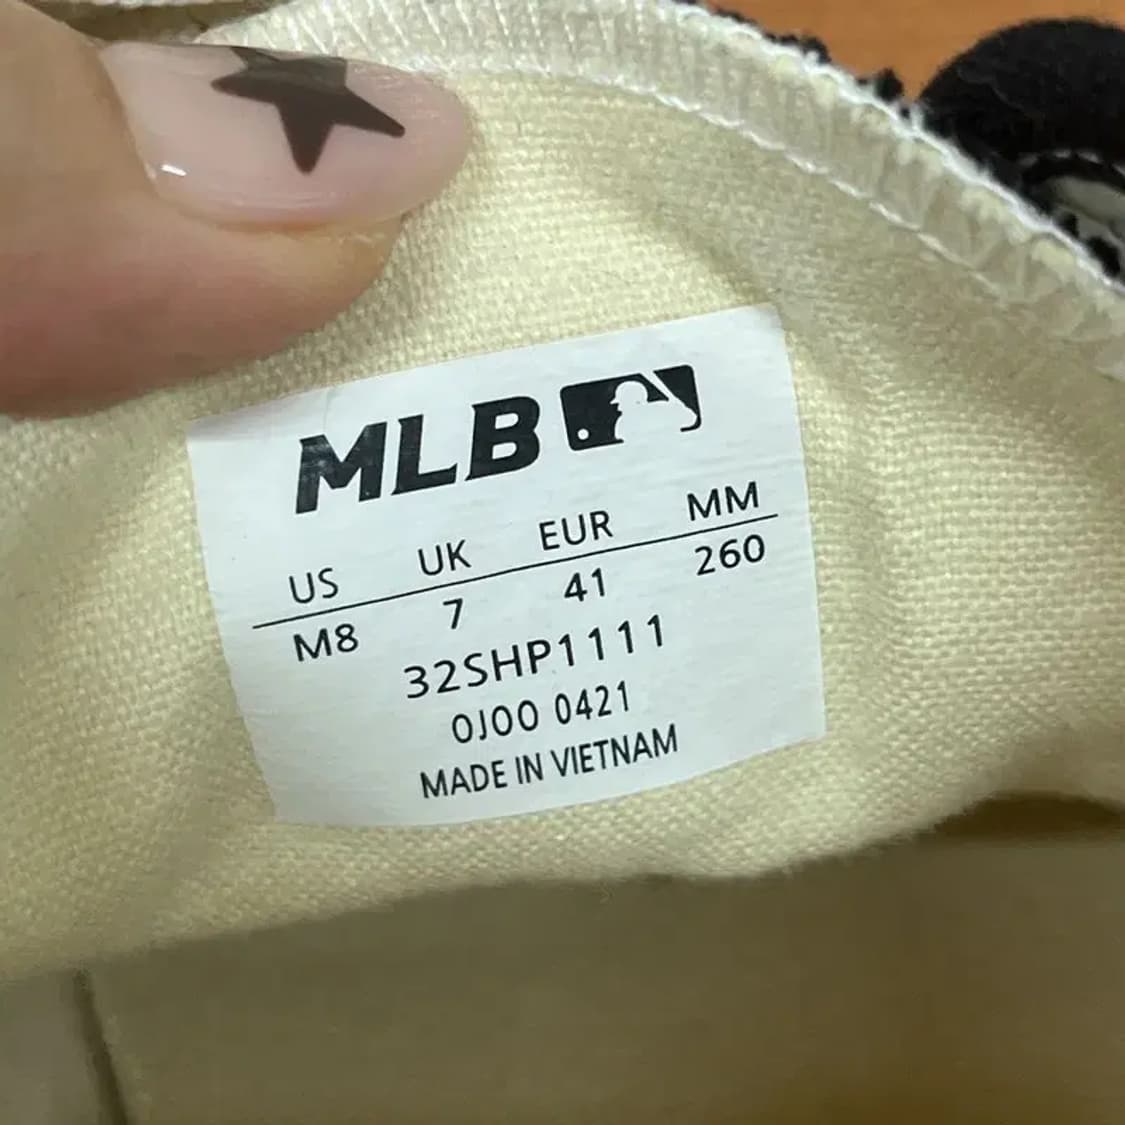 MLB
US UK EUR MM
M8 7 41 260
32SHP1111
0J00 0421
MADE IN VIETNAM